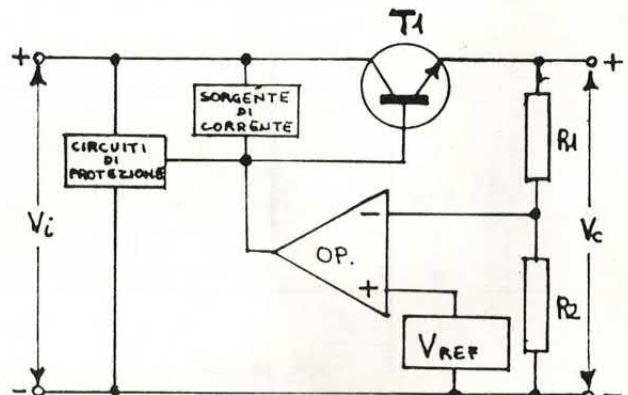 T1
+
+
SORGENTE
DI
CORRENTE
CIRCUITI
DI
PROTEZIONE
R1
Vi
Vc
-
OP.
+
R2
VREF
-
-